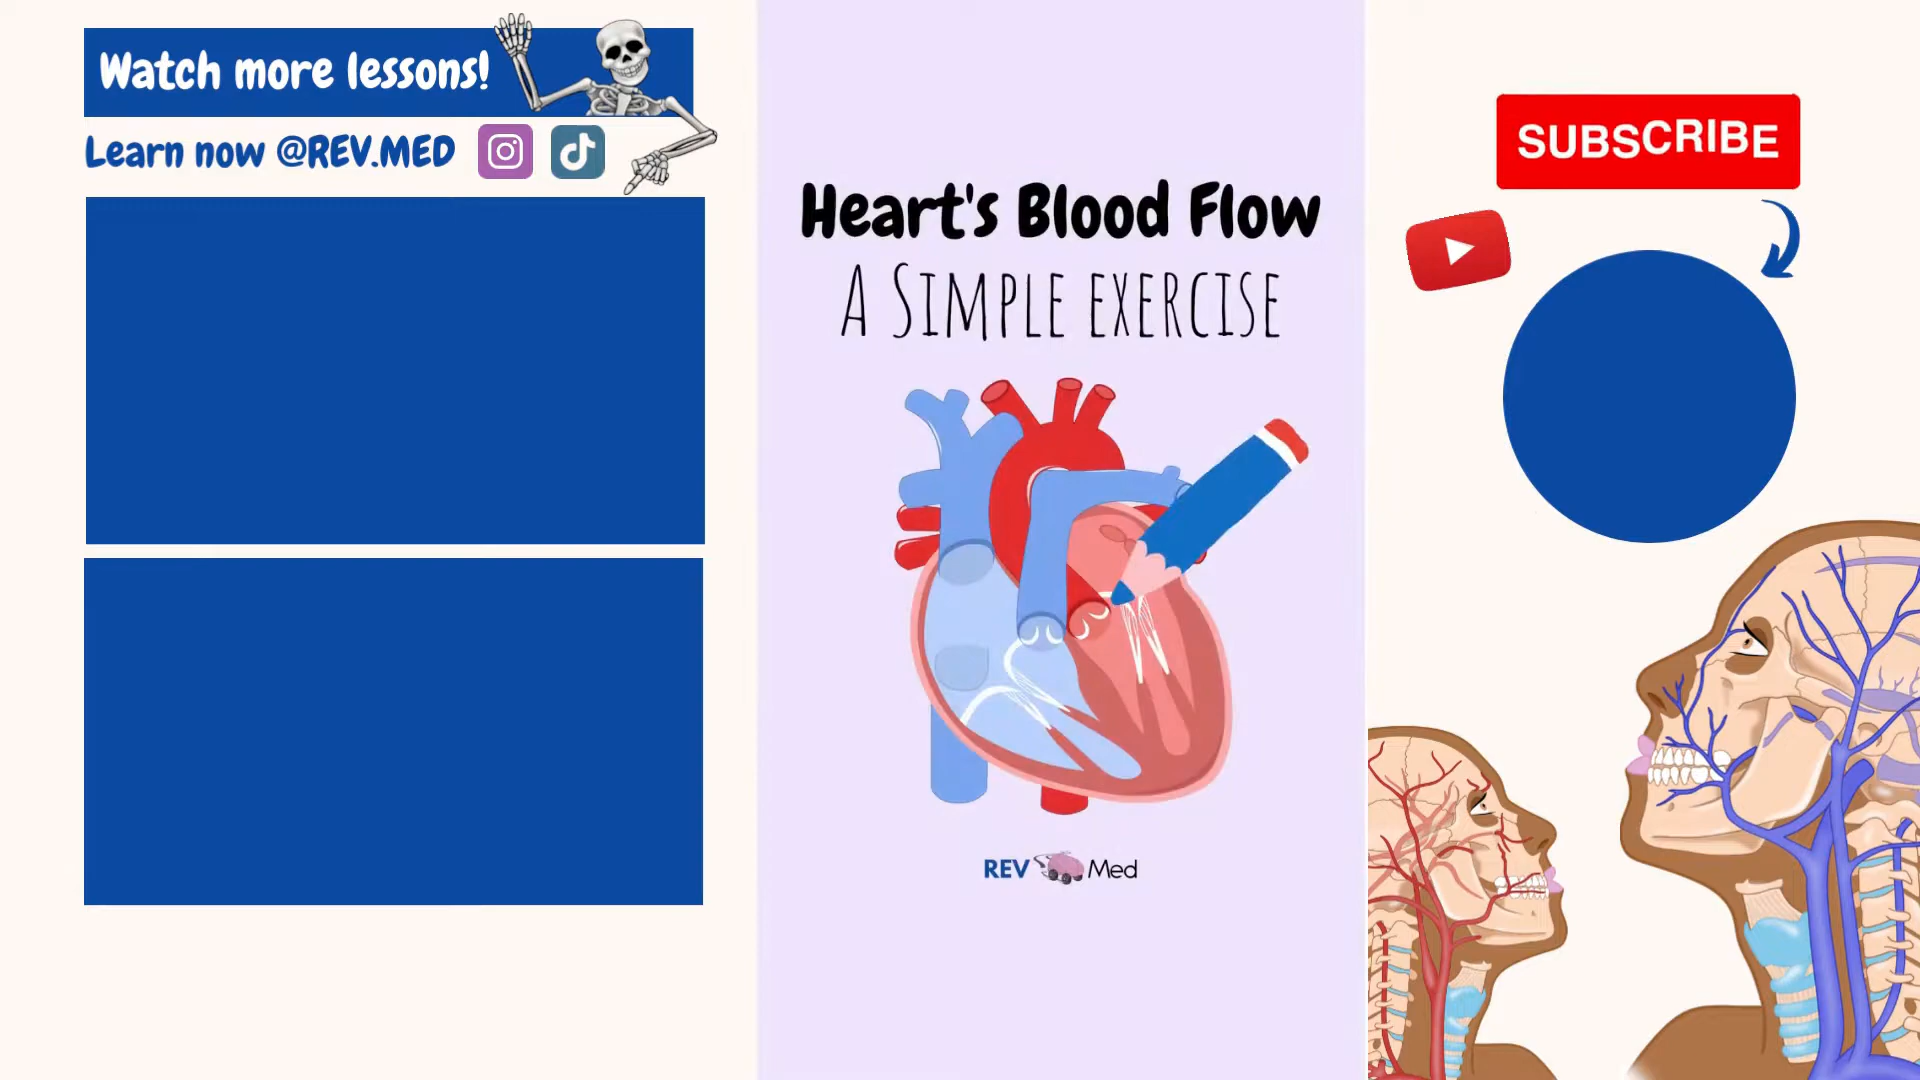 Watch more lessons!
Learn now @REV.MED
Heart's Blood Flow
A SIMPLE EXERCISE
REV Med
SUBSCRIBE